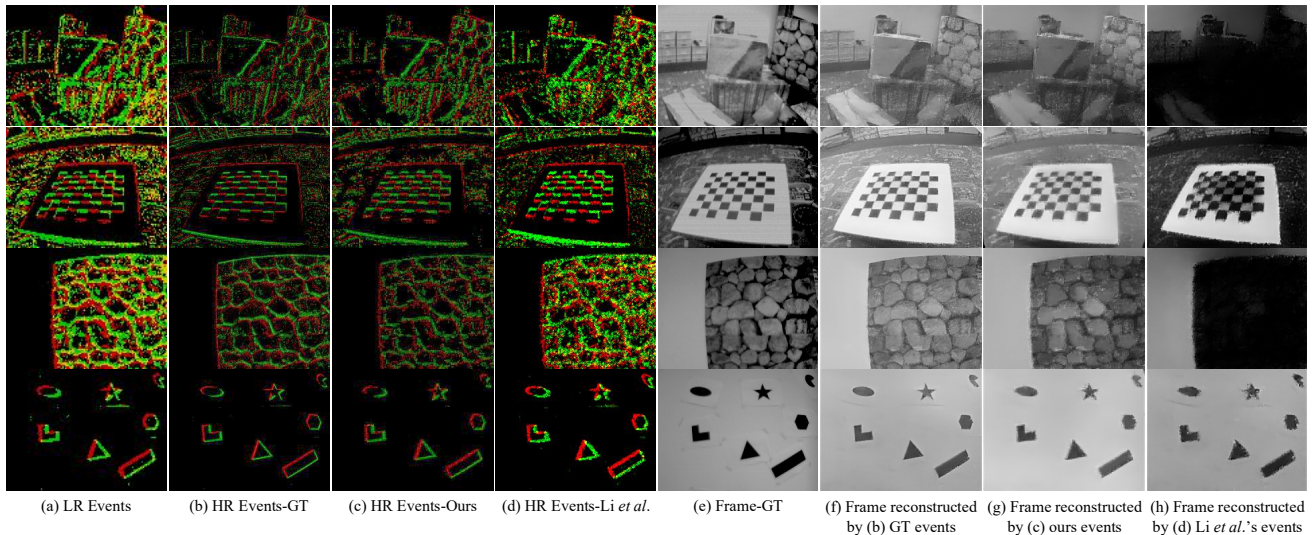 (a) LR Events
(b) HR Events-GT
(c) HR Events-Ours
(d) HR Events-Li et al.
(e) Frame-GT
(f) Frame reconstructed
by (b) GT events
(g) Frame reconstructed
by (c) ours events
(h) Frame reconstructed
by (d) Li et al.'s events